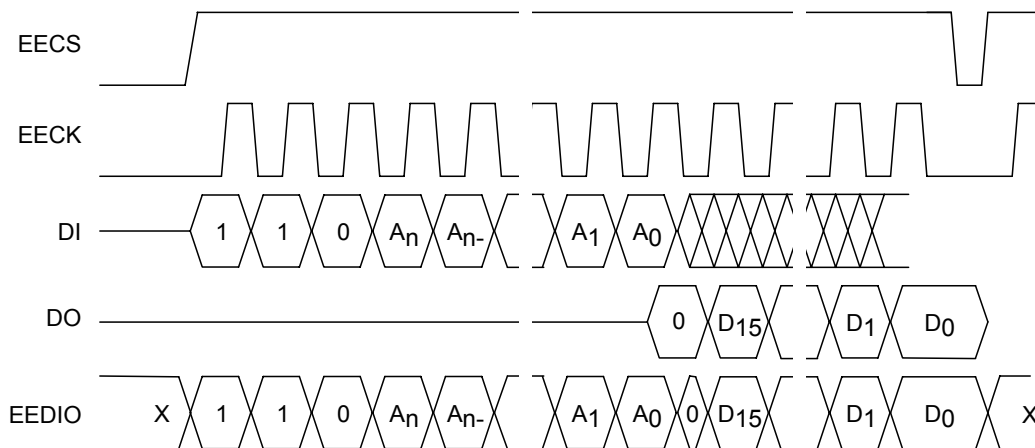 EECS
EECK
DI 1 1 0 An An- A1 A0
DO 0 D15 D1 D0
EEDIO X 1 1 0 An An- A1 A0 0 D15 D1 D0 X